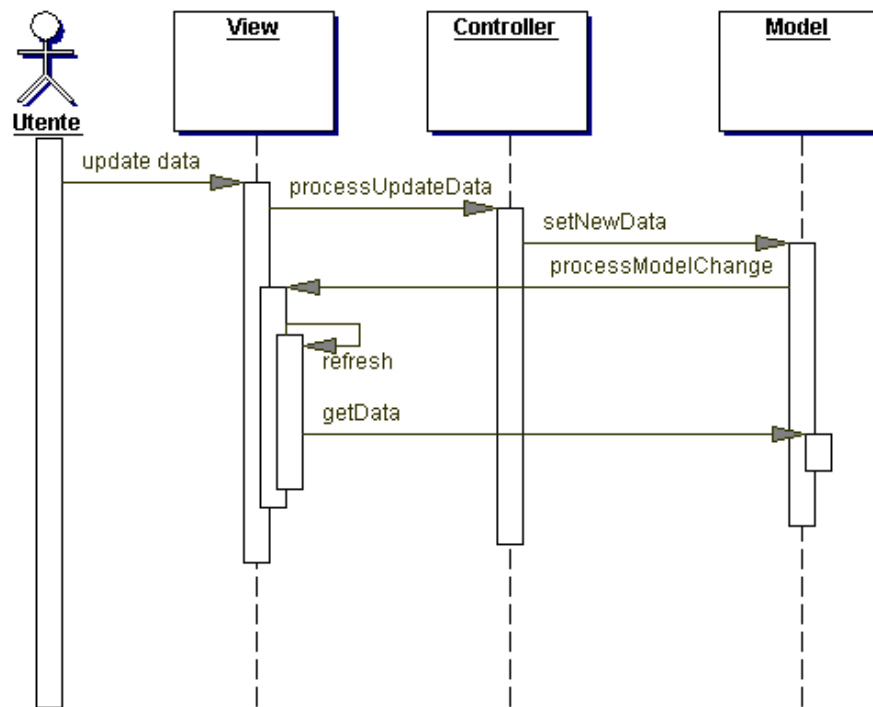 View
Controller
Model
Utente
update data
processUpdateData
setNewData
processModelChange
refresh
getData